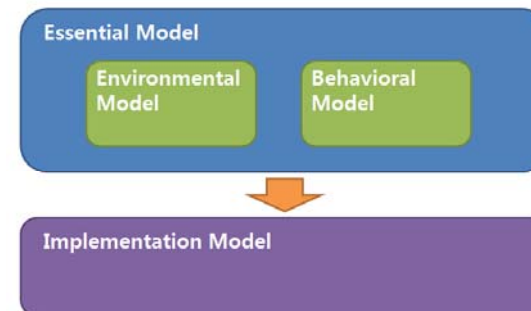 Essential Model
Environmental
Model
Behavioral
Model
Implementation Model